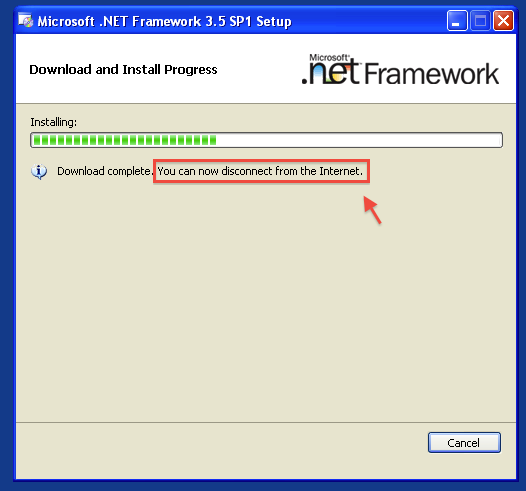 Microsoft .NET Framework 3.5 SP1 Setup
Download and Install Progress
Microsoft
.net Framework
Installing:
Download complete. You can now disconnect from the Internet.
Cancel